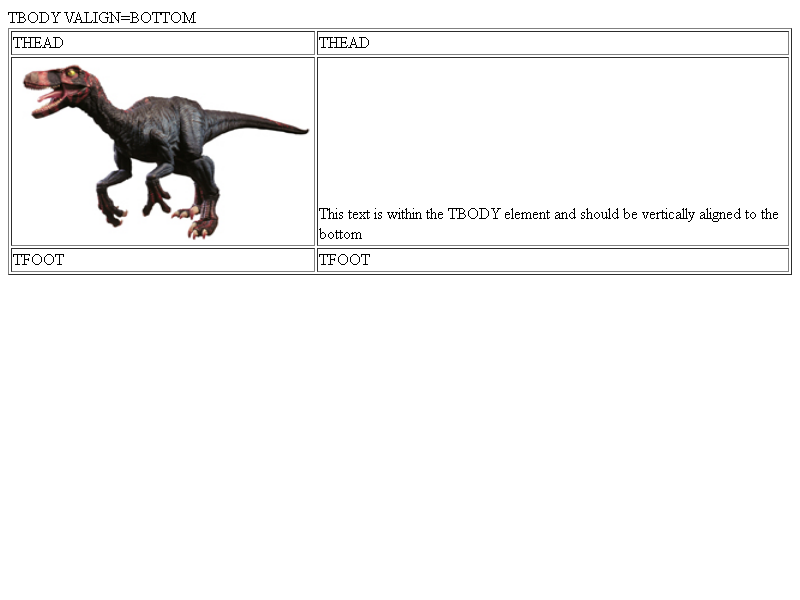 TBODY VALIGN=BOTTOM
THEAD THEAD
This text is within the TBODY element and should be vertically aligned to the
bottom
TFOOT TFOOT